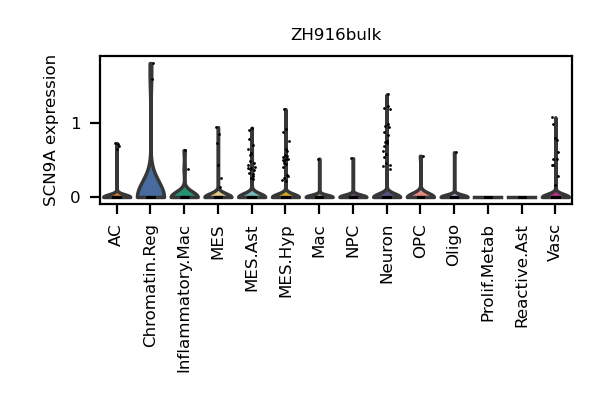 ZH916bulk
SCN9A expression
1
0
AC
Chromatin.Reg
Inflammatory.Mac
MES
MES.Ast
MES.Hyp
Mac
NPC
Neuron
OPC
Oligo
Prolif.Metab
Reactive.Ast
Vasc